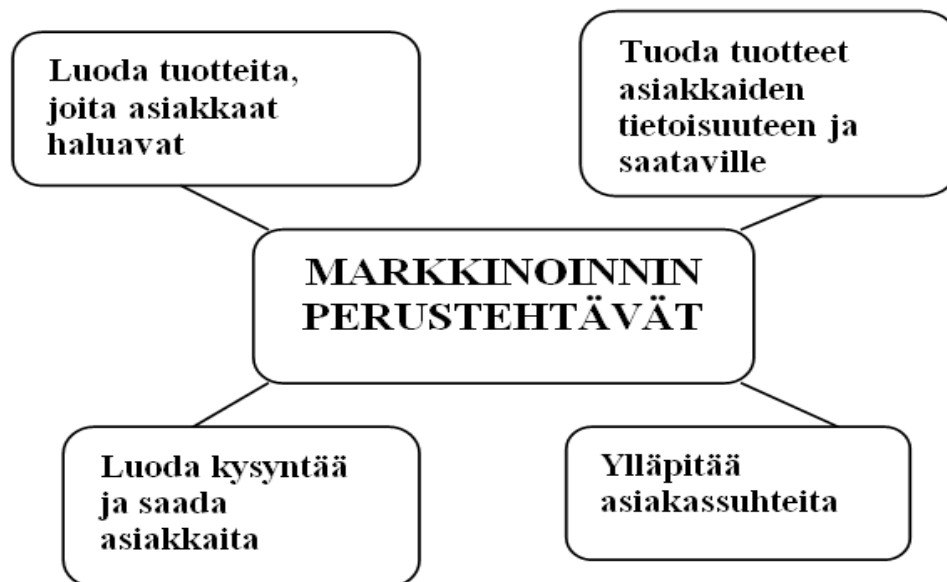 Luoda tuotteita,
joita asiakkaat
haluavat
Tuoda tuotteet
asiakkaiden
tietoisuuteen ja
saataville
MARKKINOINNIN
PERUSTEHTÄVÄT
Luoda kysyntää
ja saada
asiakkaita
Ylläpitää
asiakassuhteita